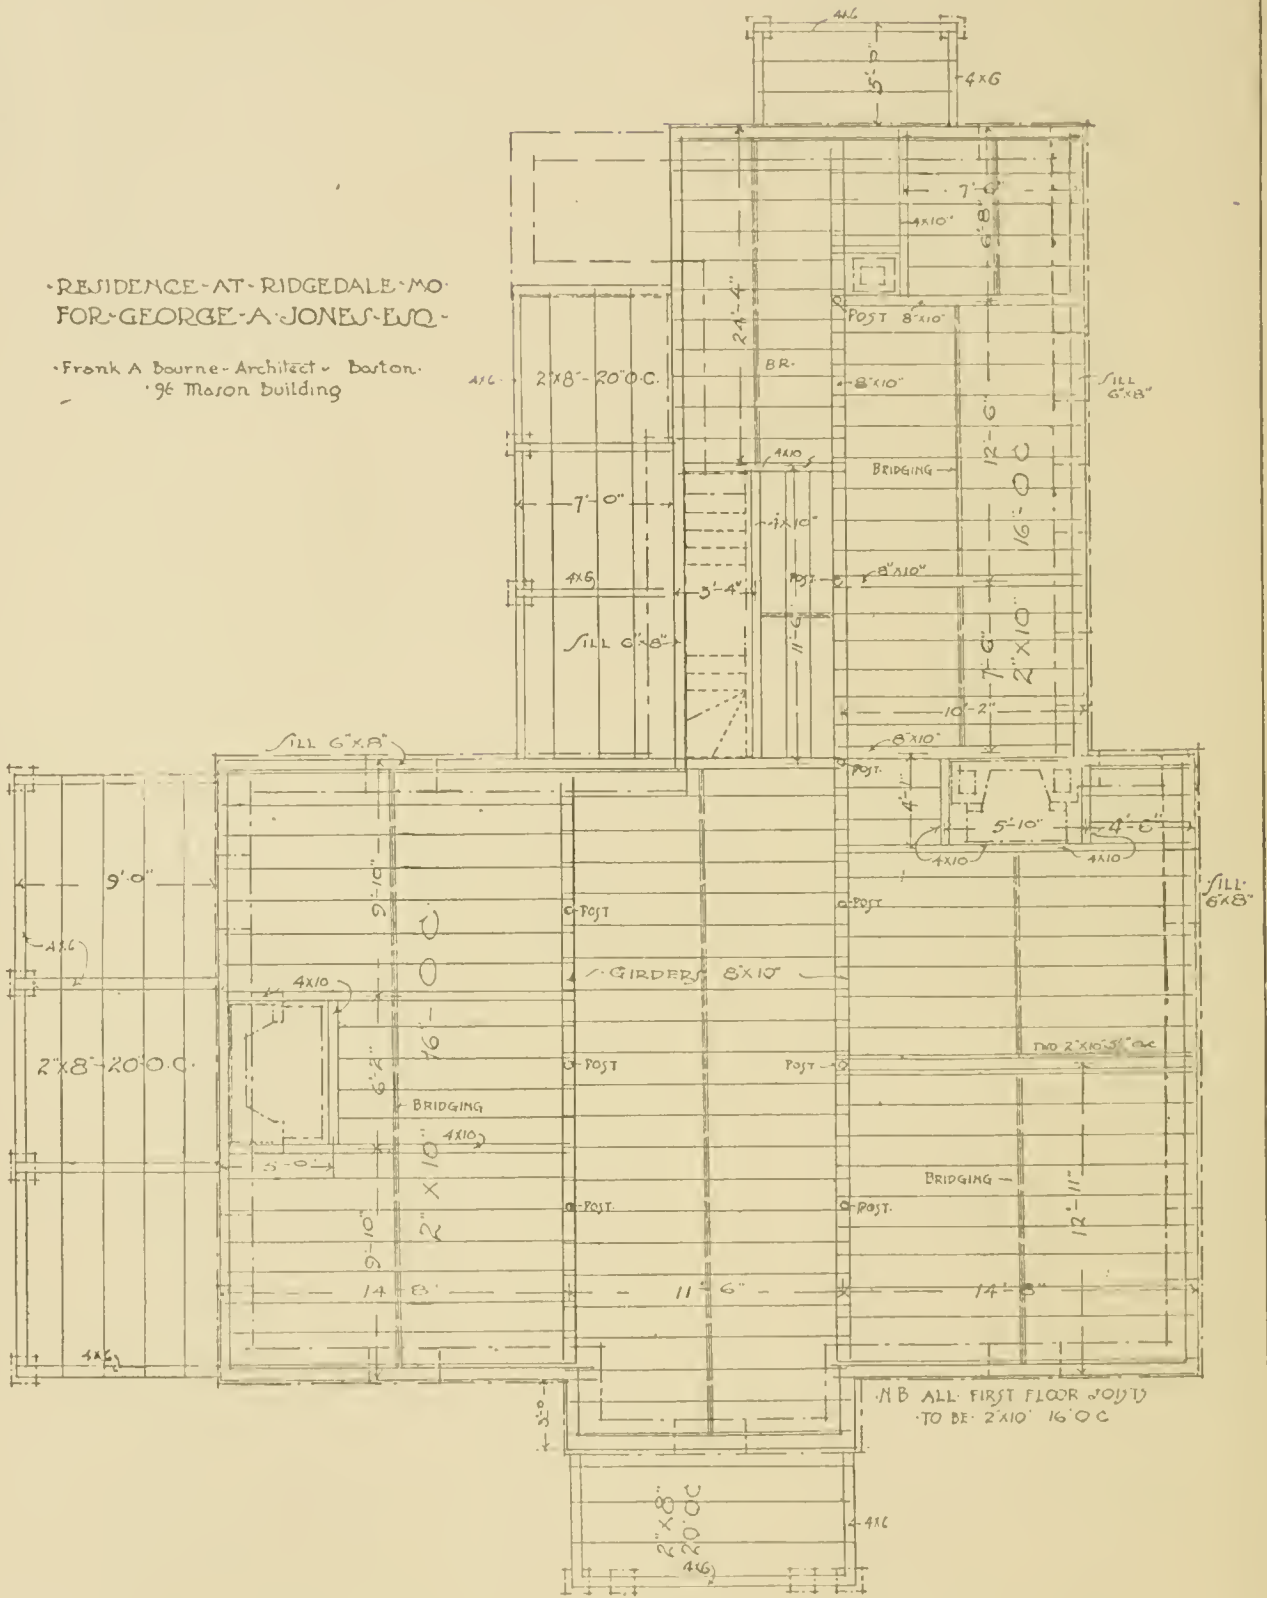 4X6
5'-0"
4X6
7'-0"
4X10"
6'-8"
·RESIDENCE-AT-RIDGEDALE-MO·
FOR-GEORGE-A-JONES-ESQ-
·Frank A Bourne-Architect- Boston·
Mason Building
24'-4"
POST 8"X10"
BR.
4X6
2"X8"-20"O.C.
8"X10"
SILL
6"X8"
12'-6"
BRIDGING
16"-O C
4X10
7'-0"
4X10"
4X6
POST
8"X10"
3'-4"
11'-6"
SILL 6"X8"
7'-6"
2"X10"
10'-2"
SILL 6"X8"
8"X10"
POST.
4'-11"
5'-10"
4'-6"
4X10
4X10
9'-0"
9'-10"
SILL
6"X8"
POST
POST
4X6
GIRDERS 8"X10"
4X10
16"-O C.
2"X8"-20"O.C.
6'-2"
POST
POST
TWO 2"X10"
BRIDGING
4X10
5'-0"
2"X10"
BRIDGING
12'-11"
POST.
POST.
9'-10"
14'-8"
11'-6"
14'-8"
4X6
·N.B ALL FIRST FLOOR JOISTS
·TO BE· 2"X10" 16"O C
3'-0"
2"X8"
20"OC
4X6
4X6